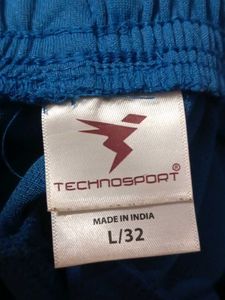 TECHNOSPORT®
MADE IN INDIA
L/32